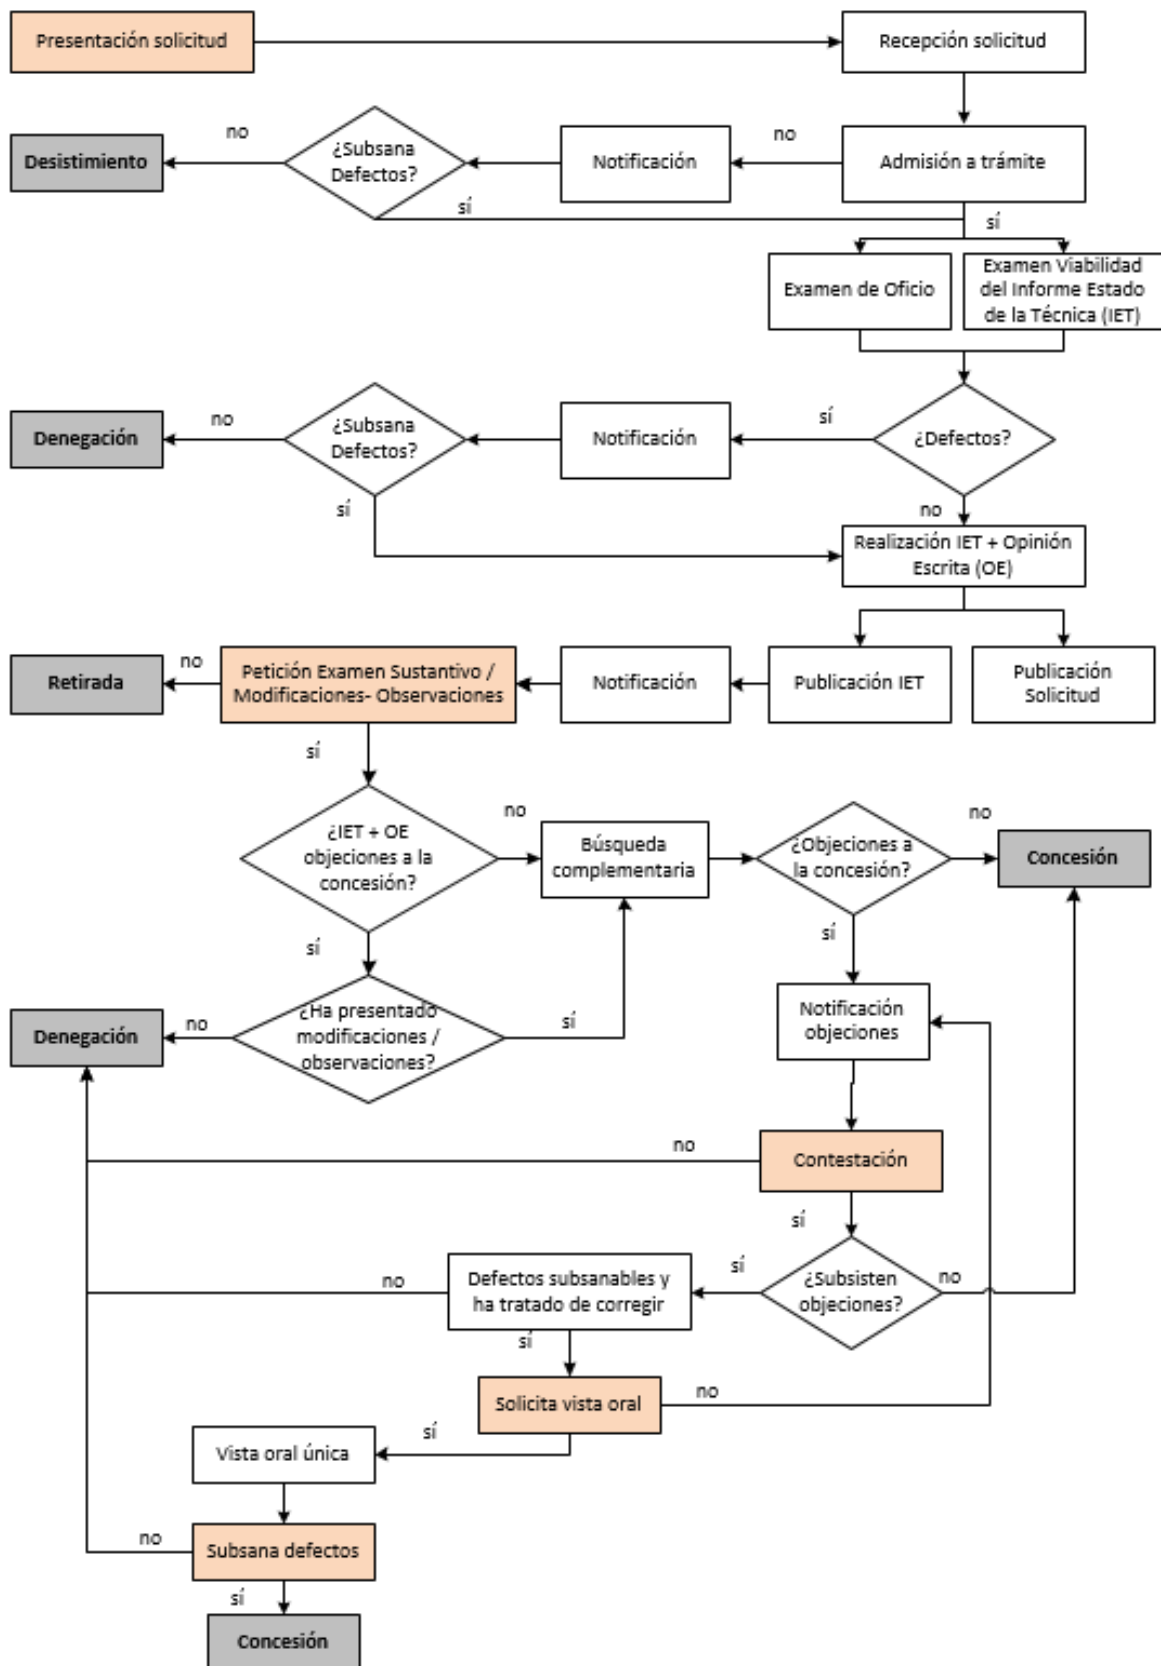 Presentación solicitud
Recepción solicitud
no
no
Desistimiento
¿Subsana
Defectos?
Notificación
Admisión a trámite
sí
sí
Examen de Oficio
Examen Viabilidad
del Informe Estado
de la Técnica (IET)
no
sí
Denegación
¿Subsana
Defectos?
Notificación
¿Defectos?
sí
no
Realización IET + Opinión
Escrita (OE)
no
Retirada
Petición Examen Sustantivo /
Modificaciones- Observaciones
Notificación
Publicación IET
Publicación
Solicitud
sí
no
no
¿IET + OE
objeciones a la
concesión?
Búsqueda
complementaria
¿Objeciones a
la concesión?
Concesión
sí
sí
Denegación
no
¿Ha presentado
modificaciones /
observaciones?
sí
Notificación
objeciones
no
Contestación
sí
no
Defectos subsanables y
ha tratado de corregir
sí
¿Subsisten
objeciones?
no
sí
Solicita vista oral
no
sí
Vista oral única
no
Subsana defectos
sí
Concesión